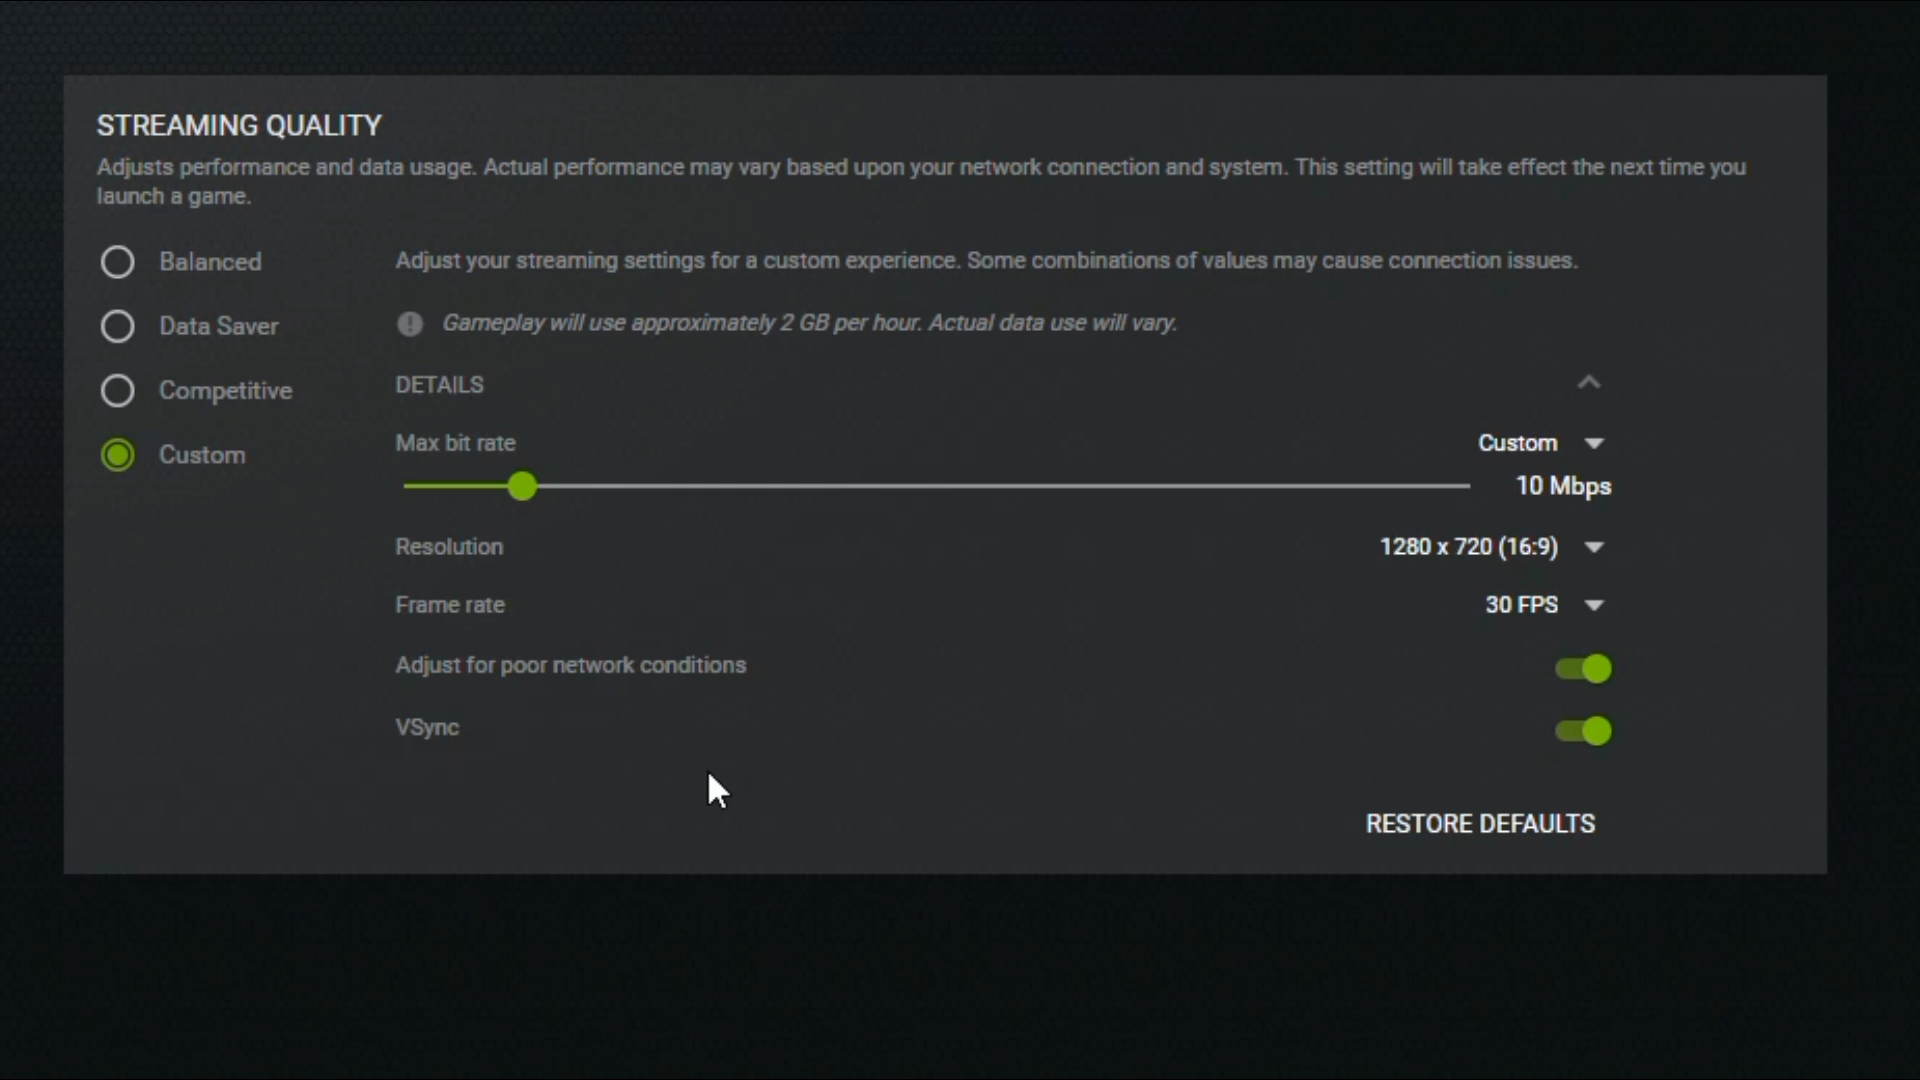 STREAMING QUALITY
Adjusts performance and data usage. Actual performance may vary based upon your network connection and system. This setting will take effect the next time you
launch a game.
Balanced
Adjust your streaming settings for a custom experience. Some combinations of values may cause connection issues.
Data Saver
Gameplay will use approximately 2 GB per hour. Actual data use will vary.
Competitive
DETAILS
Custom
Max bit rate
Custom
10 Mbps
Resolution
1280 x 720 (16:9)
Frame rate
30 FPS
Adjust for poor network conditions
VSync
RESTORE DEFAULTS